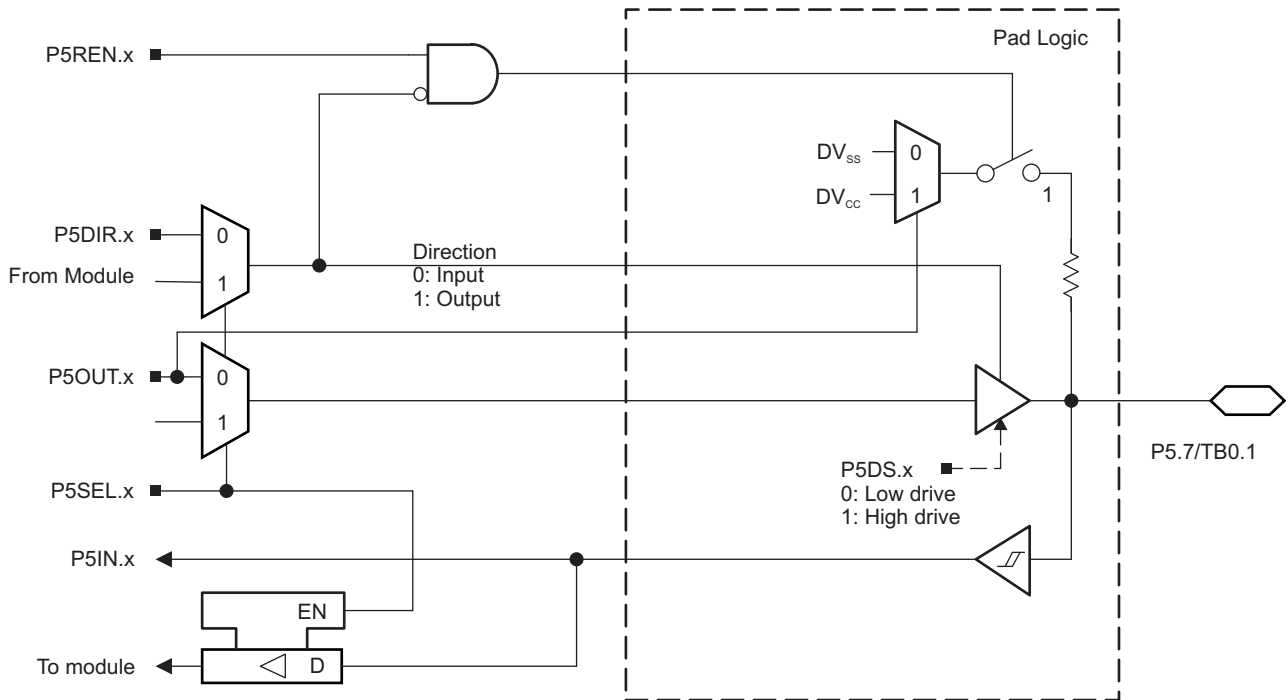 Pad Logic
P5REN.x
DVSS
0
DVCC
1
1
P5DIR.x
0
From Module
1
Direction
0: Input
1: Output
P5OUT.x
0
1
P5.7/TB0.1
P5DS.x
0: Low drive
1: High drive
P5SEL.x
P5IN.x
EN
To module
D